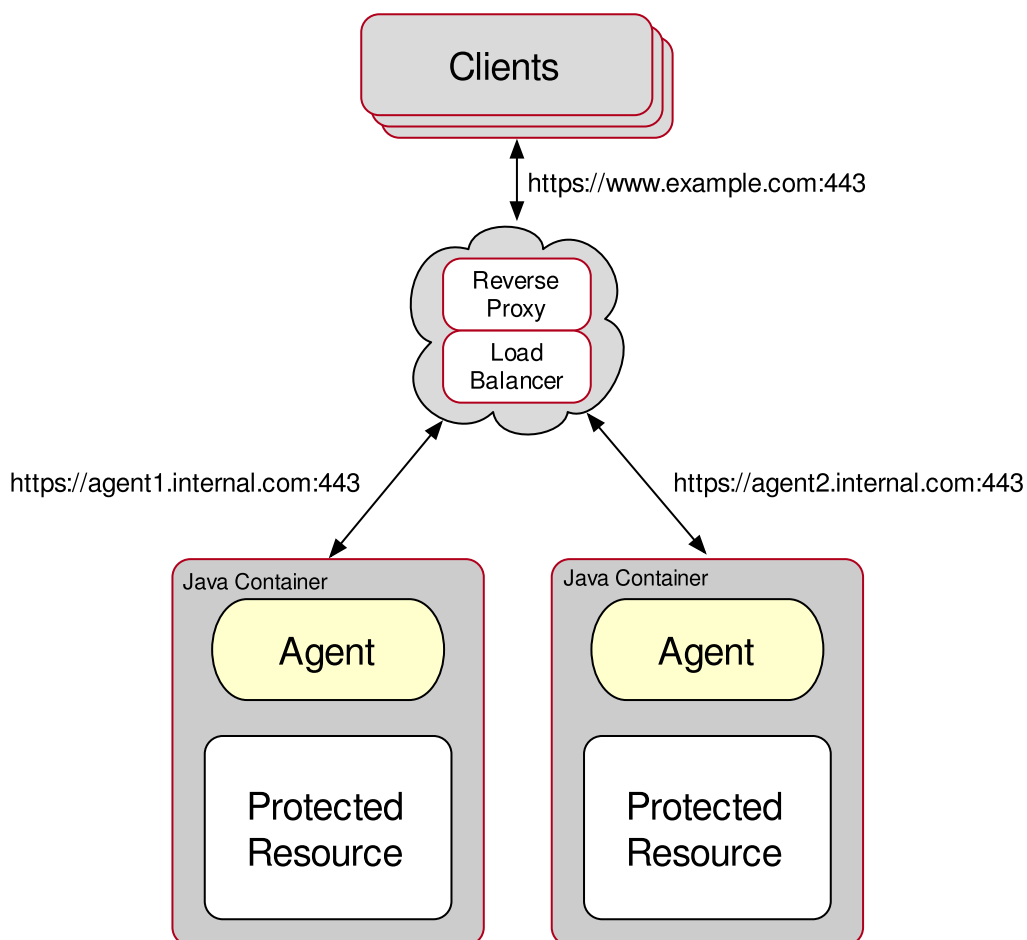 Clients
https://www.example.com:443
Reverse
Proxy
Load
Balancer
https://agent1.internal.com:443
https://agent2.internal.com:443
Java Container
Agent
Protected
Resource
Java Container
Agent
Protected
Resource